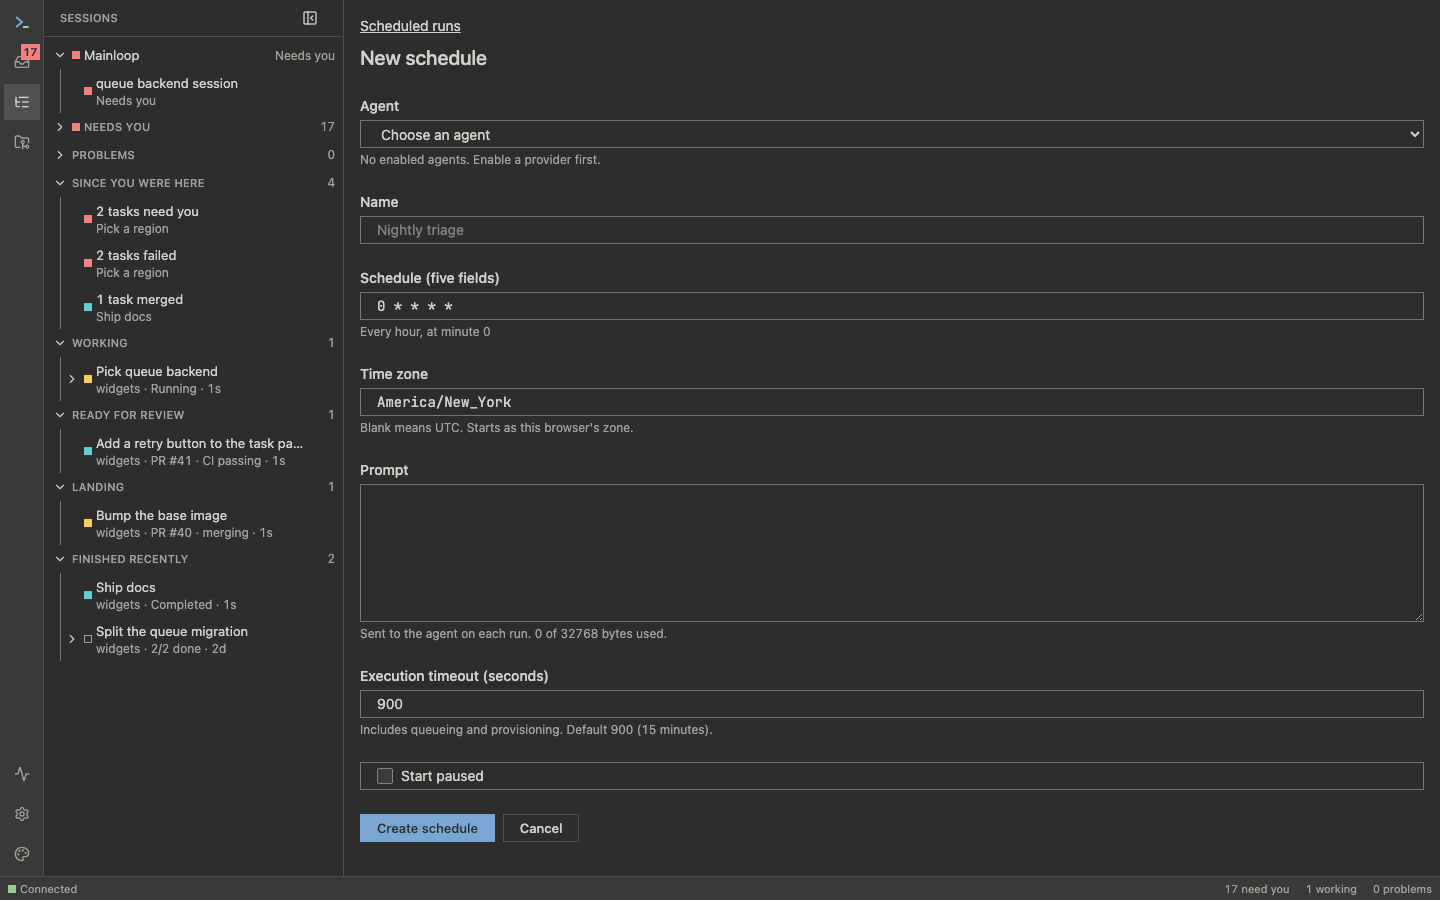 17
SESSIONS
Mainloop
Needs you
queue backend session
Needs you
NEEDS YOU
17
PROBLEMS
0
SINCE YOU WERE HERE
4
2 tasks need you
Pick a region
2 tasks failed
Pick a region
1 task merged
Ship docs
WORKING
1
Pick queue backend
widgets · Running · 1s
READY FOR REVIEW
1
Add a retry button to the task pa...
widgets · PR #41 · CI passing · 1s
LANDING
1
Bump the base image
widgets · PR #40 · merging · 1s
FINISHED RECENTLY
2
Ship docs
widgets · Completed · 1s
Split the queue migration
widgets · 2/2 done · 2d
Scheduled runs
New schedule
Agent
Choose an agent
No enabled agents. Enable a provider first.
Name
Nightly triage
Schedule (five fields)
0 * * * *
Every hour, at minute 0
Time zone
America/New_York
Blank means UTC. Starts as this browser's zone.
Prompt
Sent to the agent on each run. 0 of 32768 bytes used.
Execution timeout (seconds)
900
Includes queueing and provisioning. Default 900 (15 minutes).
Start paused
Create schedule
Cancel
Connected
17 need you
1 working
0 problems